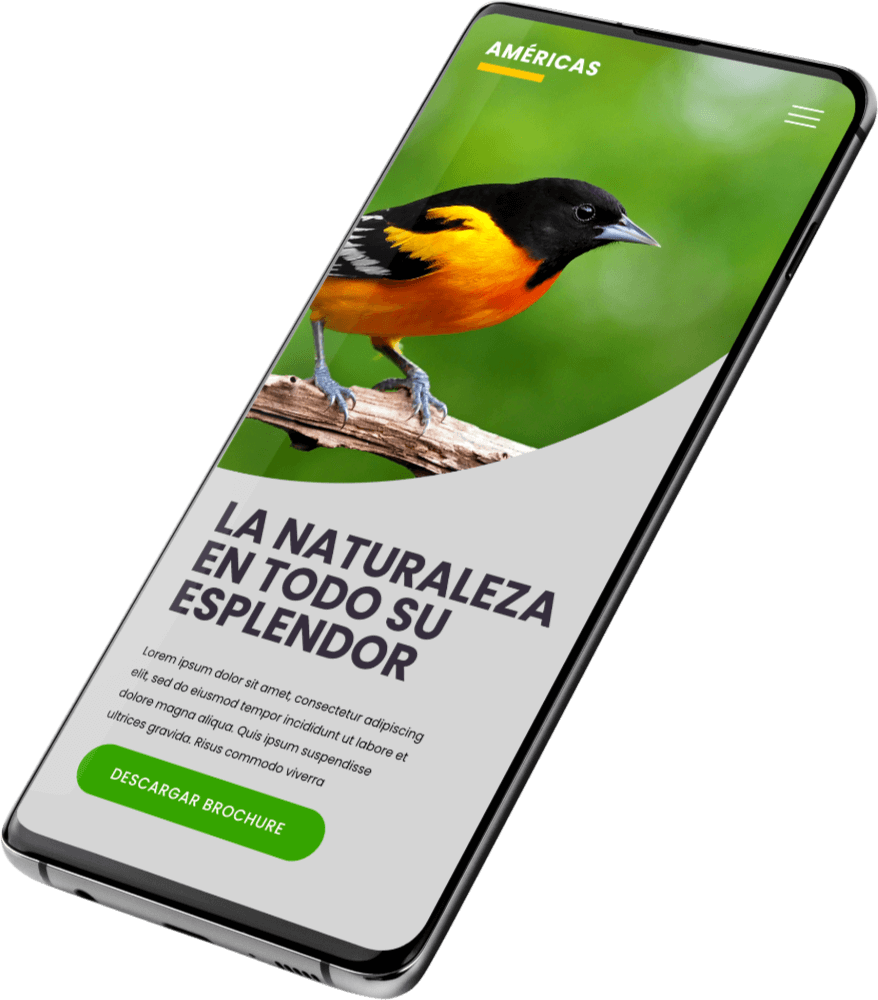 AMÉRICAS
LA NATURALEZA
EN TODO SU
ESPLENDOR
Lorem ipsum dolor sit amet, consectetur adipiscing
elit, sed do eiusmod tempor incididunt ut labore et
dolore magna aliqua. Quis ipsum suspendisse
ultrices gravida. Risus commodo viverra
DESCARGAR BROCHURE